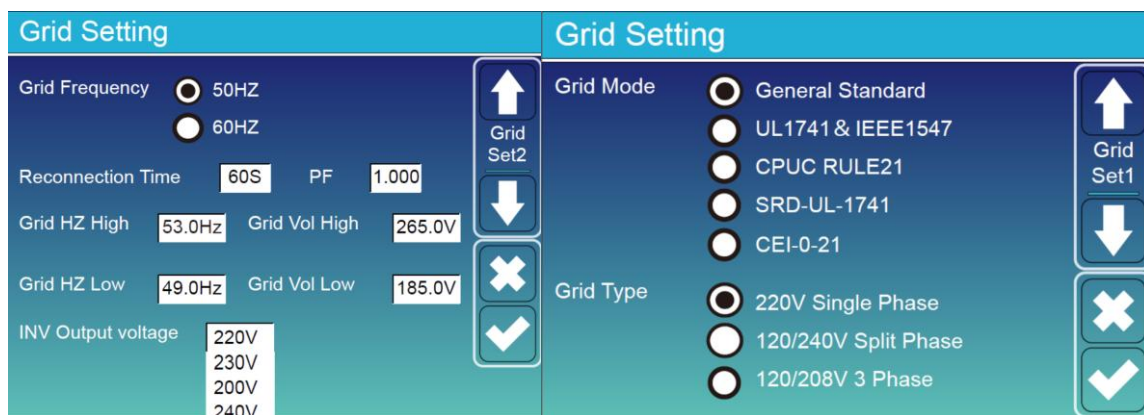 Grid Setting
Grid Frequency 50HZ
60HZ
Reconnection Time 60S PF 1.000
Grid HZ High 53.0Hz Grid Vol High 265.0V
Grid HZ Low 49.0Hz Grid Vol Low 185.0V
INV Output voltage 220V
230V
200V
240V
Grid
Set2
Grid Setting
Grid Mode General Standard
UL1741 & IEEE1547
CPUC RULE21
SRD-UL-1741
CEI-0-21
Grid Type 220V Single Phase
120/240V Split Phase
120/208V 3 Phase
Grid
Set1